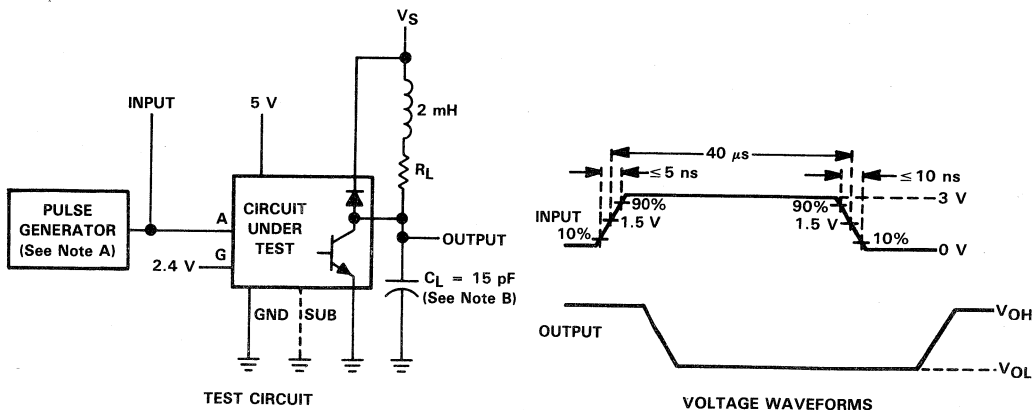 VS
2 mH
INPUT
5 V
RL
PULSE
GENERATOR
(See Note A)
A
G
2.4 V
CIRCUIT
UNDER
TEST
OUTPUT
CL = 15 pF
(See Note B)
GND
SUB
TEST CIRCUIT
40 μs
≤ 5 ns
≤ 10 ns
INPUT
10%
90%
1.5 V
90%
1.5 V
10%
3 V
0 V
OUTPUT
VOH
VOL
VOLTAGE WAVEFORMS